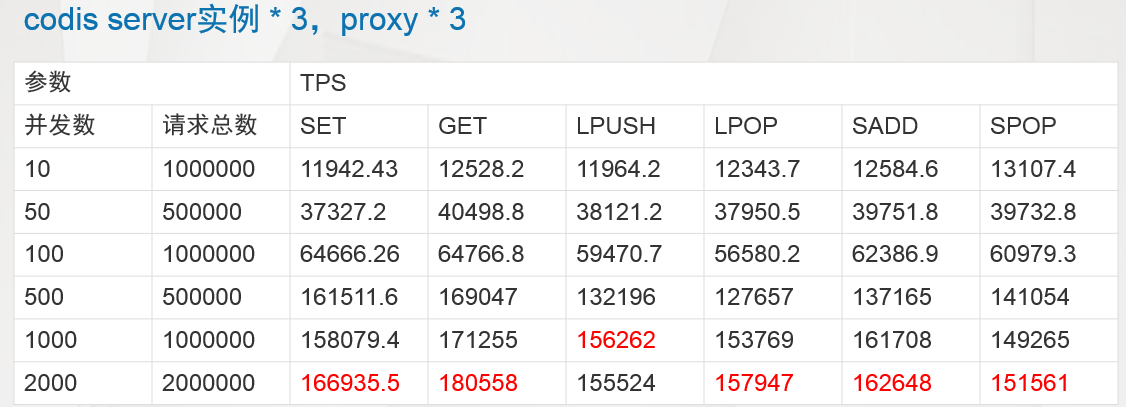 codis server实例 * 3，proxy * 3
参数 TPS
并发数 请求总数 SET GET LPUSH LPOP SADD SPOP
10 1000000 11942.43 12528.2 11964.2 12343.7 12584.6 13107.4
50 500000 37327.2 40498.8 38121.2 37950.5 39751.8 39732.8
100 1000000 64666.26 64766.8 59470.7 56580.2 62386.9 60979.3
500 500000 161511.6 169047 132196 127657 137165 141054
1000 1000000 158079.4 171255 156262 153769 161708 149265
2000 2000000 166935.5 180558 155524 157947 162648 151561